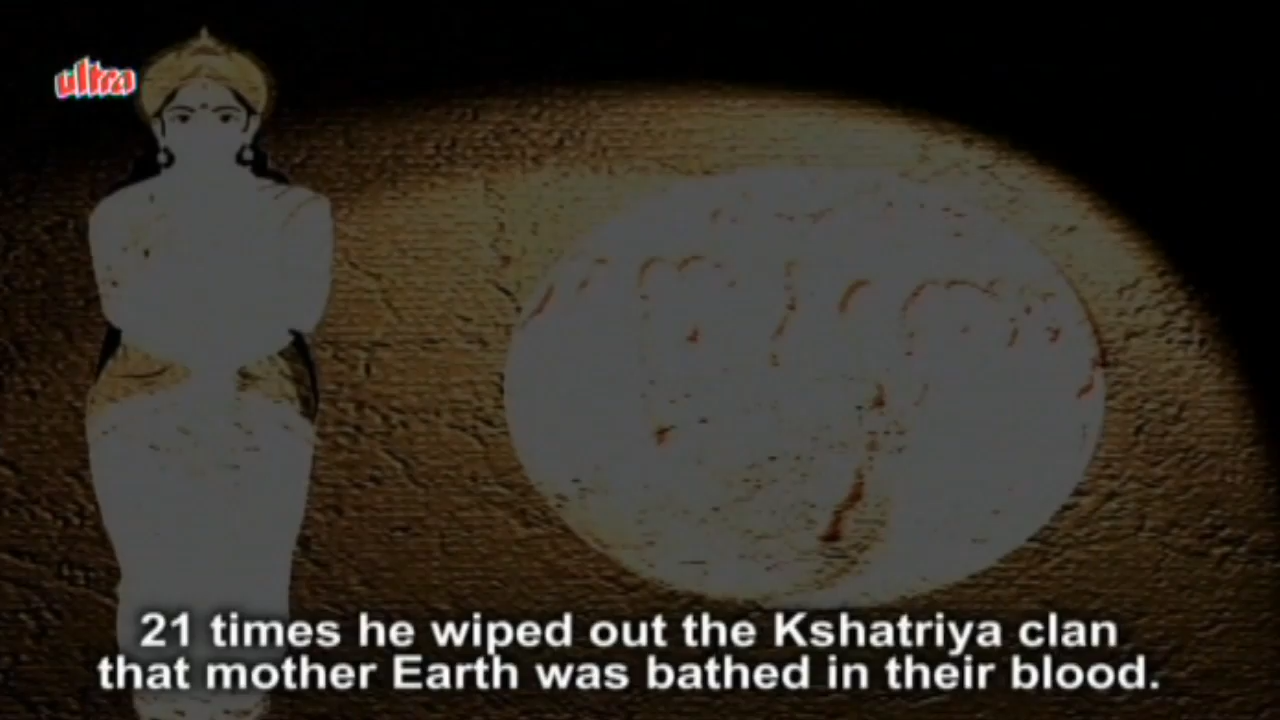 ultra
21 times he wiped out the Kshatriya clan
that mother Earth was bathed in their blood.